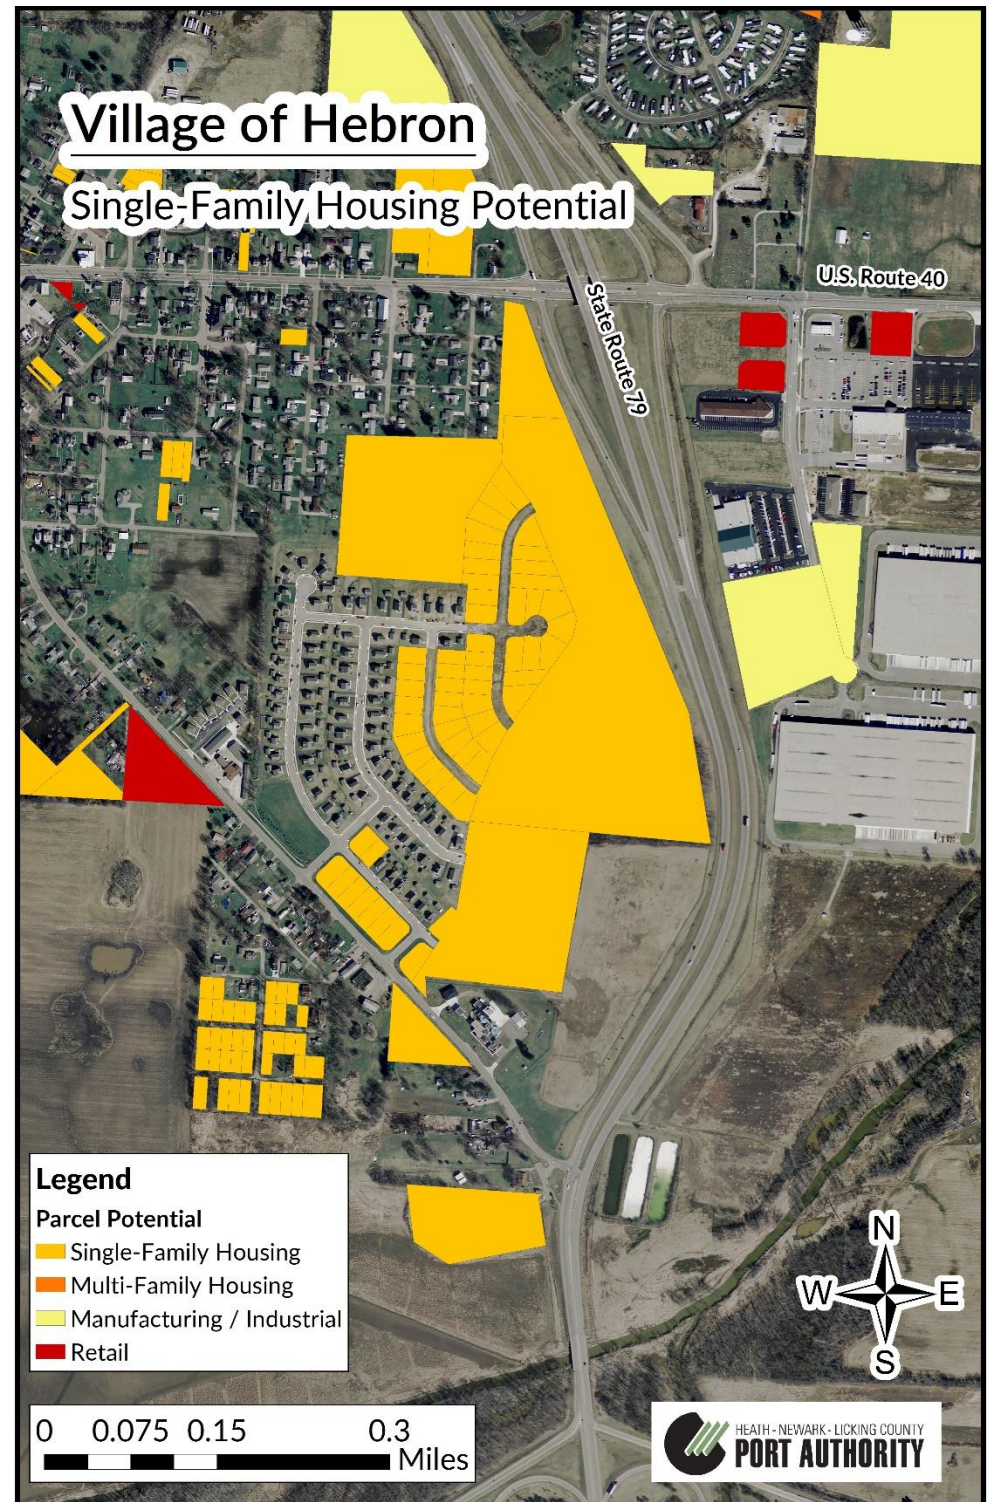 Village of Hebron
Single-Family Housing Potential
U.S. Route 40
State Route 79
Legend
Parcel Potential
Single-Family Housing
Multi-Family Housing
Manufacturing / Industrial
Retail
N
W E
S
0 0.075 0.15 0.3
Miles
HEATH - NEWARK - LICKING COUNTY
PORT AUTHORITY